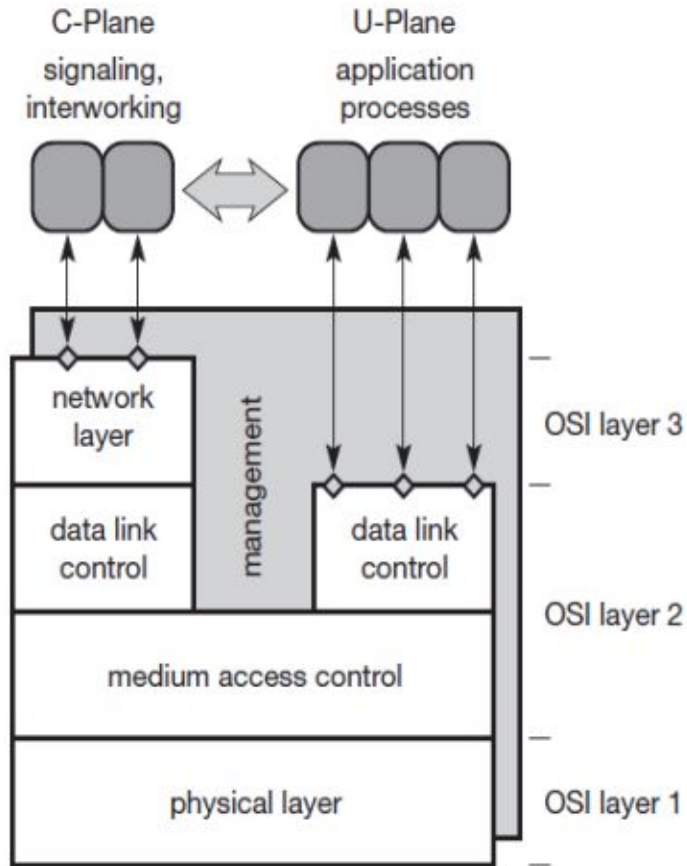 C-Plane
signaling,
interworking
U-Plane
application
processes
network
layer
OSI layer 3
management
data link
control
data link
control
OSI layer 2
medium access control
physical layer
OSI layer 1